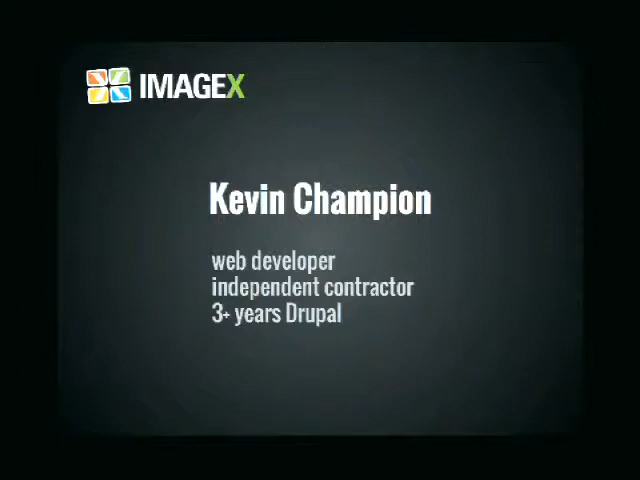 IMAGEX
Kevin Champion
web developer
independent contractor
3+ years Drupal